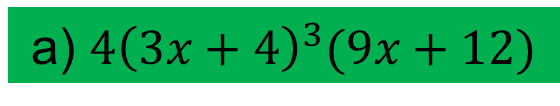 a) 4(3x + 4)³(9x + 12)